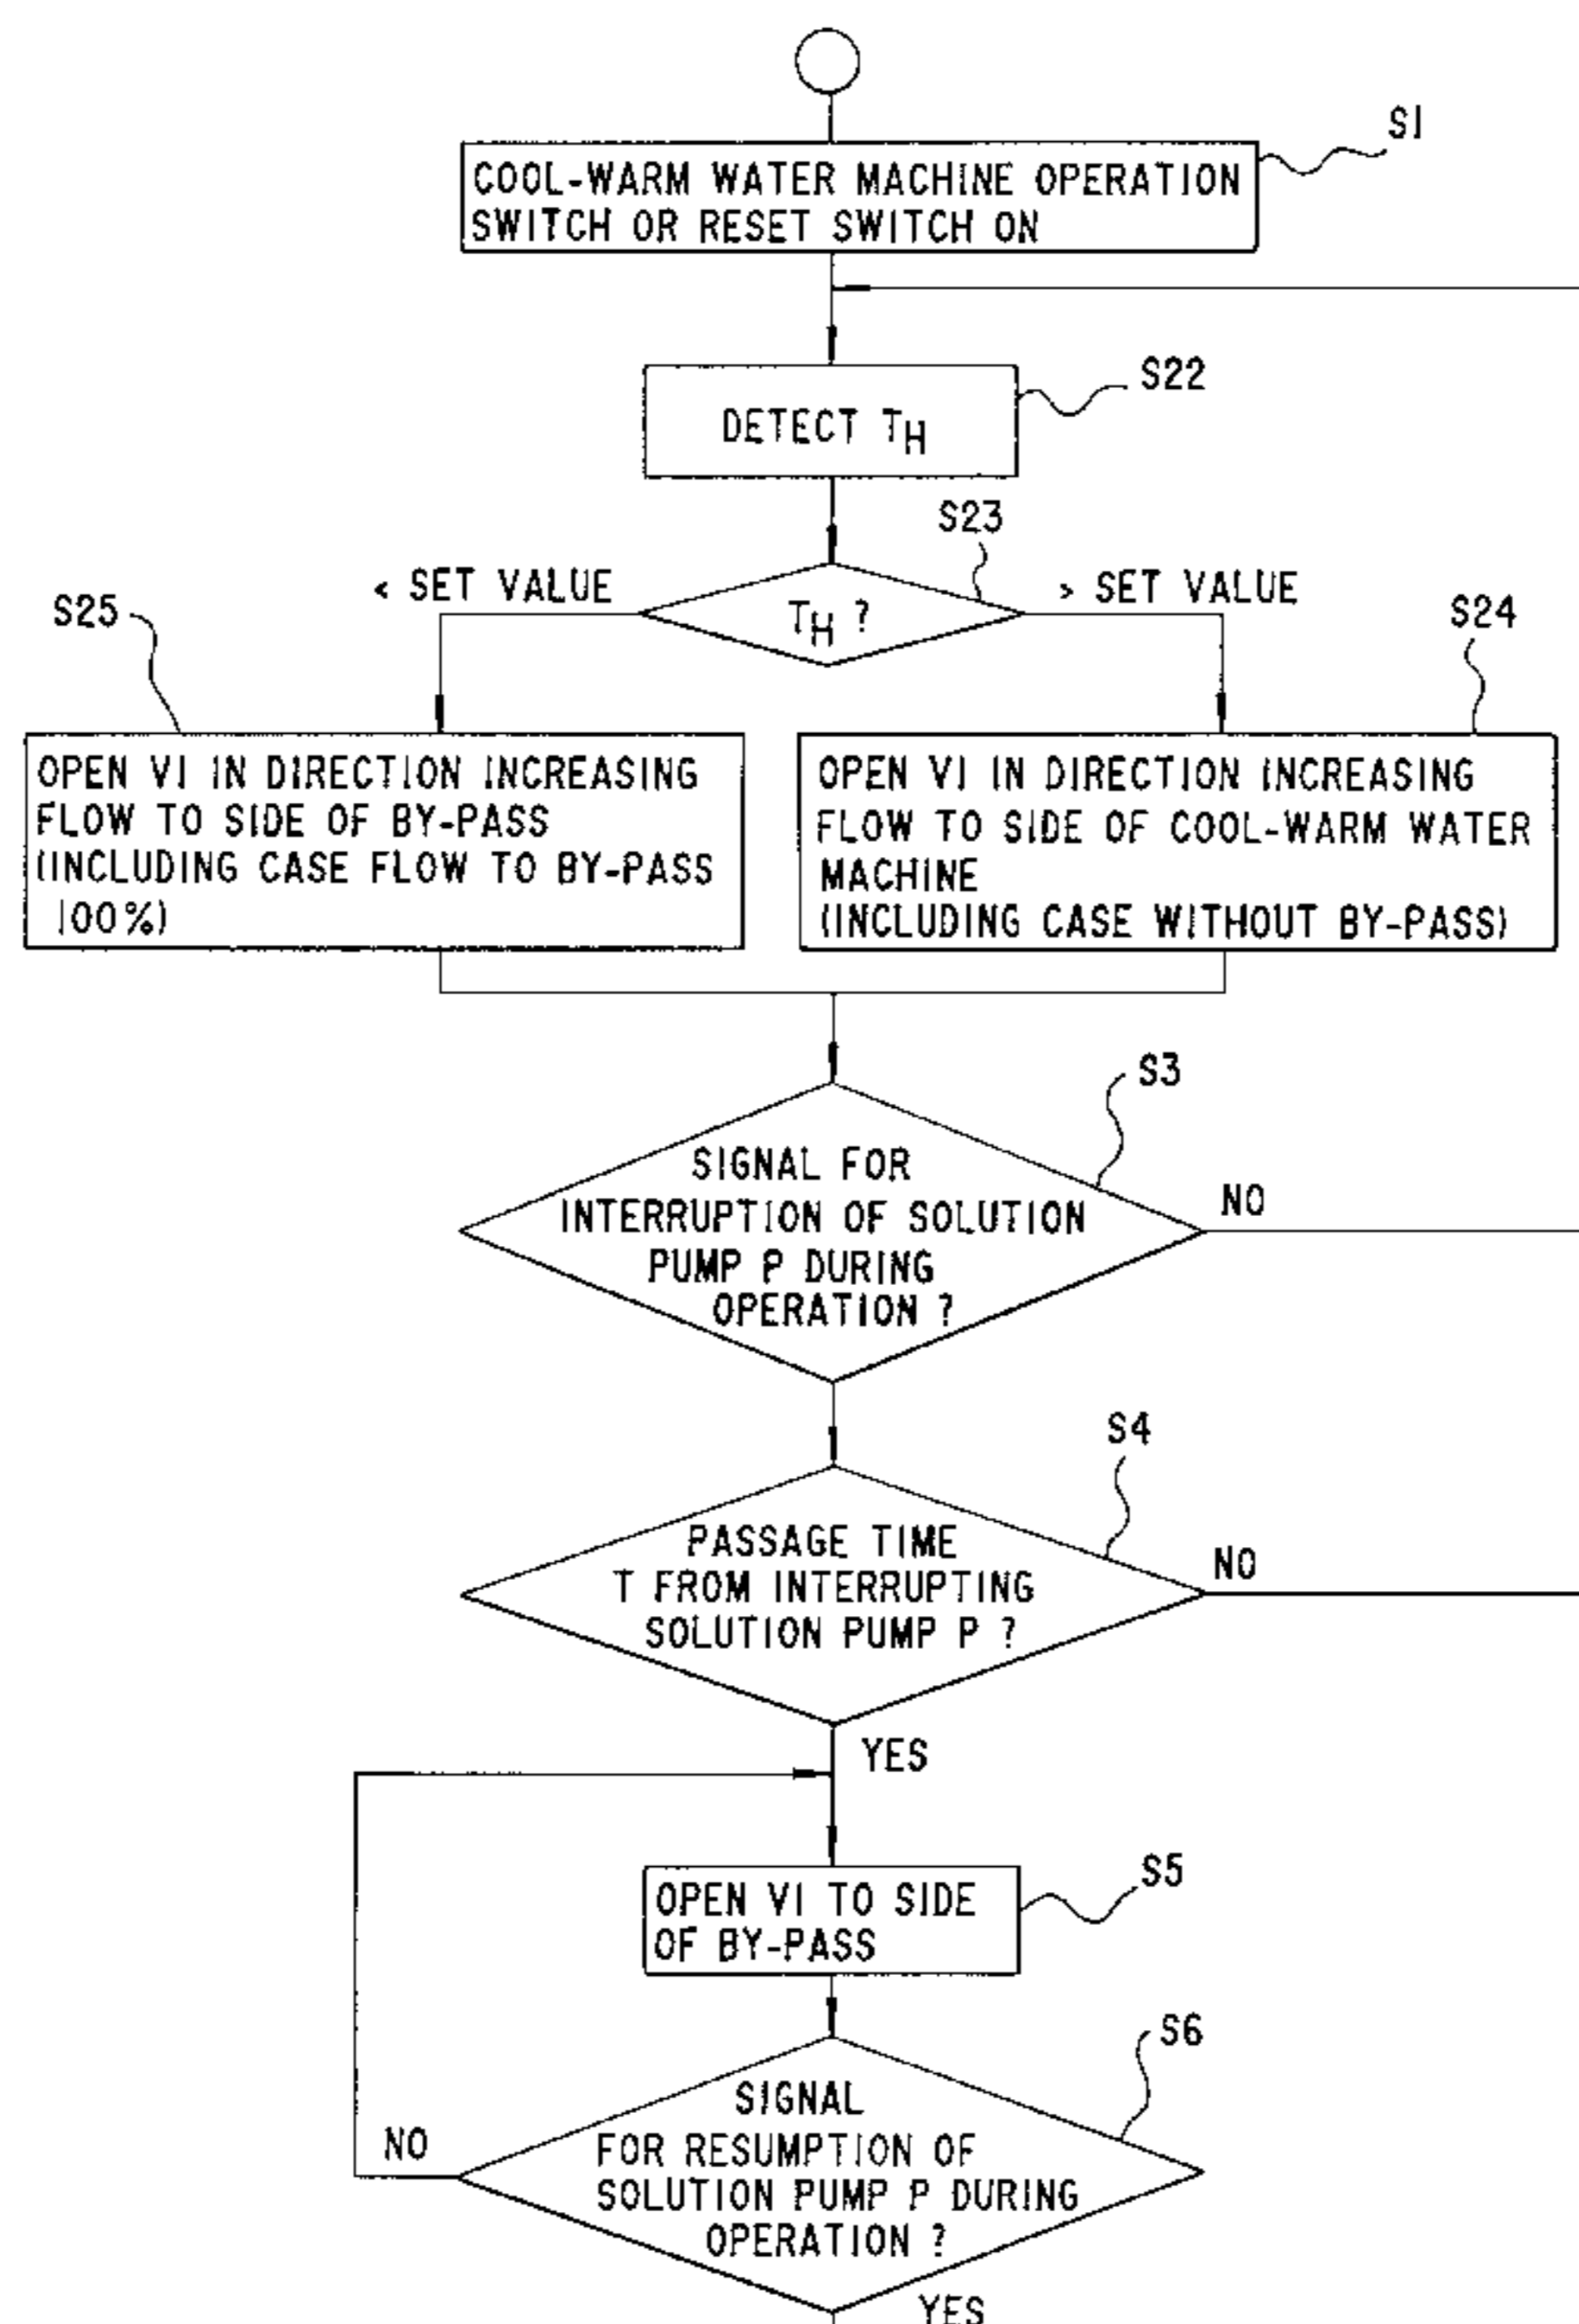 S1
COOL-WARM WATER MACHINE OPERATION
SWITCH OR RESET SWITCH ON
S22
DETECT TH
S23
< SET VALUE
TH ?
> SET VALUE
S25
S24
OPEN V1 IN DIRECTION INCREASING
FLOW TO SIDE OF BY-PASS
(INCLUDING CASE FLOW TO BY-PASS
100%)
OPEN V1 IN DIRECTION INCREASING
FLOW TO SIDE OF COOL-WARM WATER
MACHINE
(INCLUDING CASE WITHOUT BY-PASS)
S3
SIGNAL FOR
INTERRUPTION OF SOLUTION
PUMP P DURING
OPERATION ?
NO
S4
PASSAGE TIME
T FROM INTERRUPTING
SOLUTION PUMP P ?
NO
YES
S5
OPEN V1 TO SIDE
OF BY-PASS
S6
SIGNAL
FOR RESUMPTION OF
SOLUTION PUMP P DURING
OPERATION ?
NO
YES